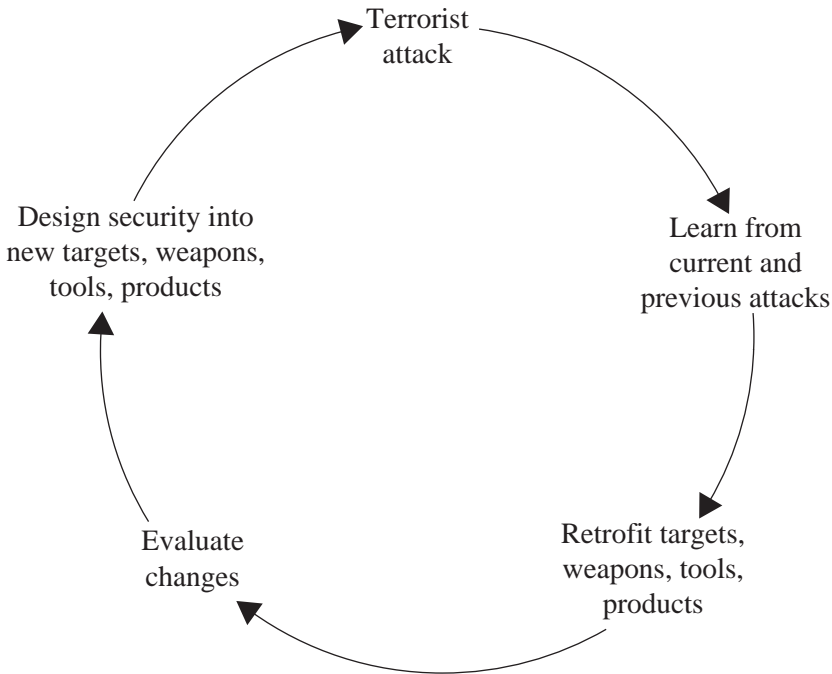 Terrorist
attack
Learn from
current and
previous attacks
Retrofit targets,
weapons, tools,
products
Evaluate
changes
Design security into
new targets, weapons,
tools, products